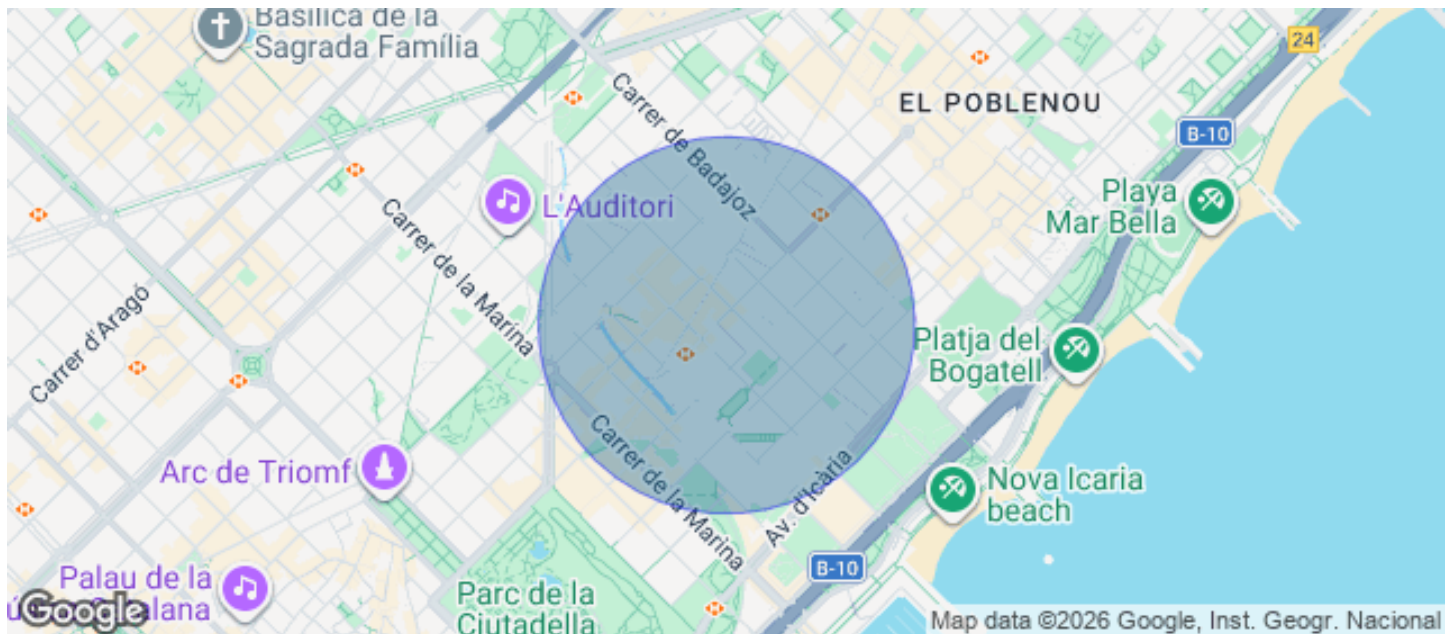 Basílica de la
Sagrada Família
24
Carrer de Badajoz
EL POBLENOU
B-10
Playa
Mar Bella
L'Auditori
Carrer de la Marina
Carrer d'Aragó
Platja del
Bogatell
Arc de Triomf
Carrer de la Marina
Av. d'Icària
Nova Icaria
beach
B-10
Palau de la
Parc de la
Ciutadella
Google
Map data ©2026 Google, Inst. Geogr. Nacional